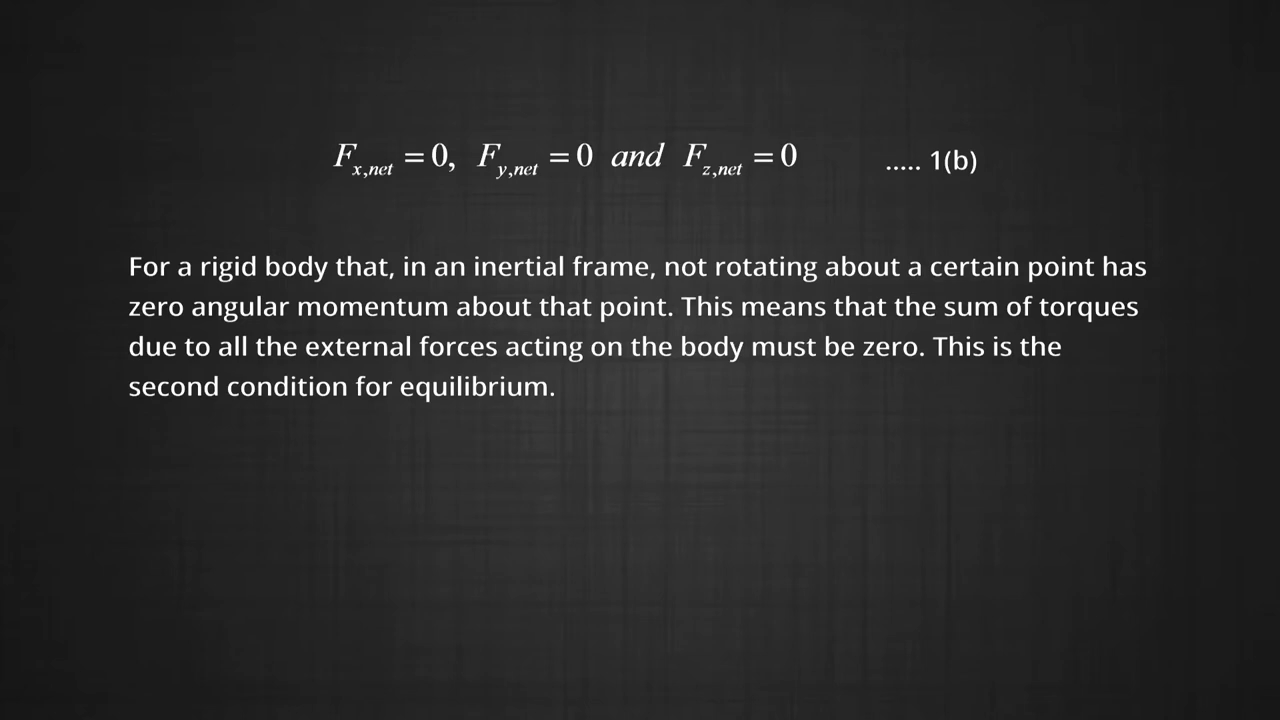 F_{x,net} = 0, F_{y,net} = 0 and F_{z,net} = 0 ..... 1(b)
For a rigid body that, in an inertial frame, not rotating about a certain point has
zero angular momentum about that point. This means that the sum of torques
due to all the external forces acting on the body must be zero. This is the
second condition for equilibrium.